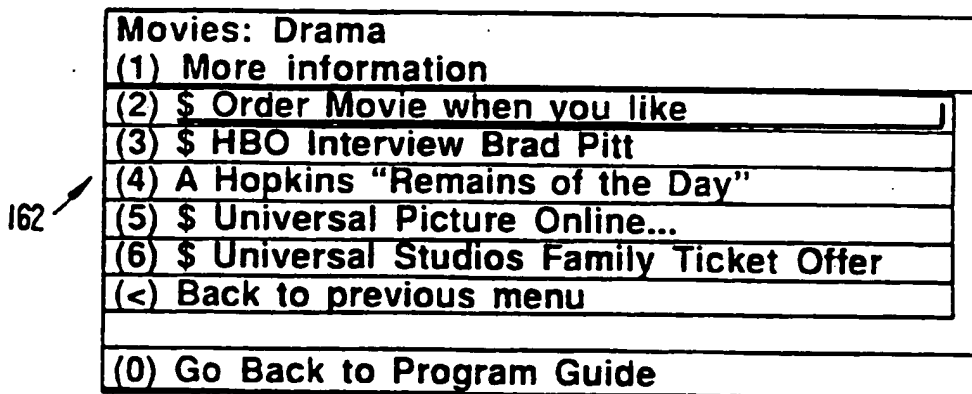 Movies: Drama
(1) More information
(2) $ Order Movie when you like
(3) $ HBO Interview Brad Pitt
(4) A Hopkins “Remains of the Day”
162
(5) $ Universal Picture Online...
(6) $ Universal Studios Family Ticket Offer
(<) Back to previous menu
(0) Go Back to Program Guide